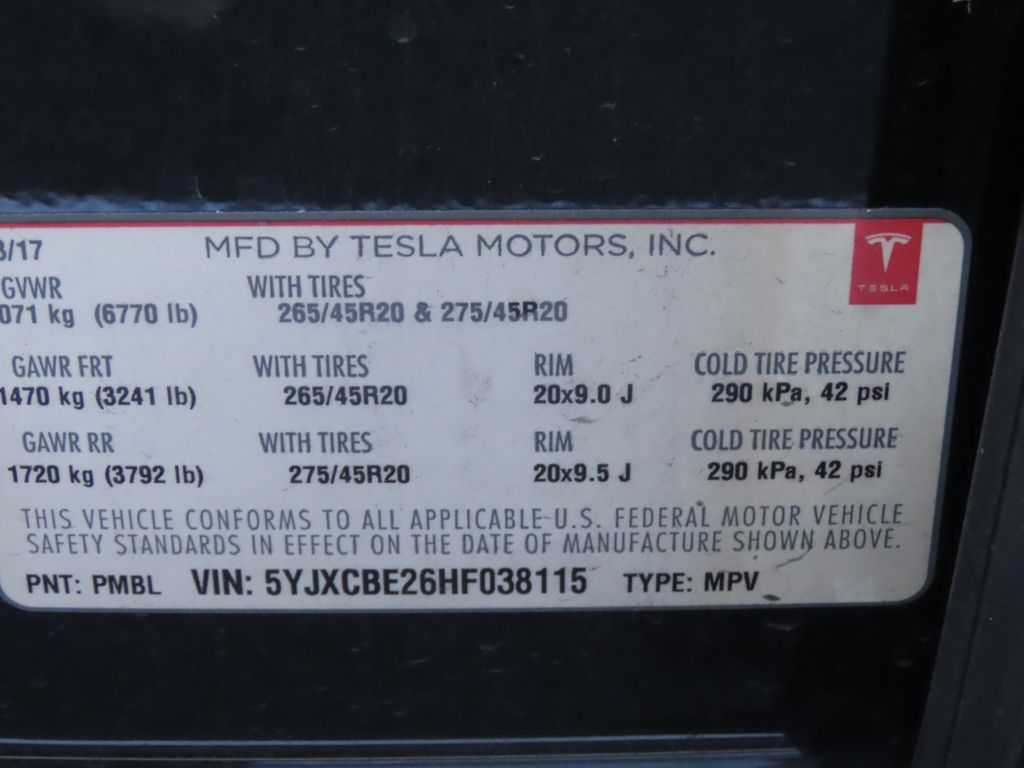 3/17 MFD BY TESLA MOTORS, INC.
TESLA
GVWR WITH TIRES
071 kg (6770 lb) 265/45R20 & 275/45R20
GAWR FRT WITH TIRES RIM COLD TIRE PRESSURE
1470 kg (3241 lb) 265/45R20 20x9.0 J 290 kPa, 42 psi
GAWR RR WITH TIRES RIM COLD TIRE PRESSURE
1720 kg (3792 lb) 275/45R20 20x9.5 J 290 kPa, 42 psi
THIS VEHICLE CONFORMS TO ALL APPLICABLE U.S. FEDERAL MOTOR VEHICLE
SAFETY STANDARDS IN EFFECT ON THE DATE OF MANUFACTURE SHOWN ABOVE.
PNT: PMBL VIN: 5YJXCBE26HF038115 TYPE: MPV